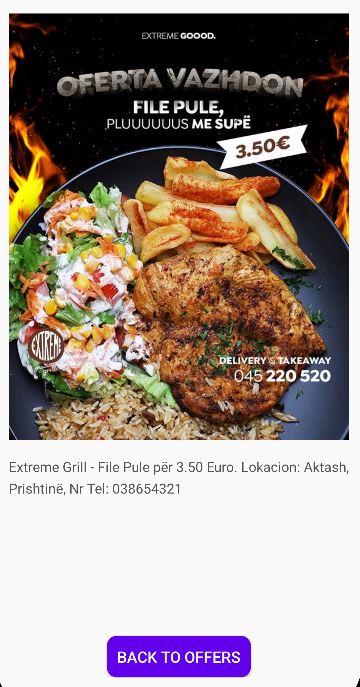 EXTREME GOOOD.
OFERTA VAZHDON
FILE PULE,
PLUUUUUUS ME SUPË
3.50€
EXTREME
DELIVERY & TAKEAWAY
045 220 520
Extreme Grill - File Pule për 3.50 Euro. Lokacion: Aktash,
Prishtinë, Nr Tel: 038654321
BACK TO OFFERS